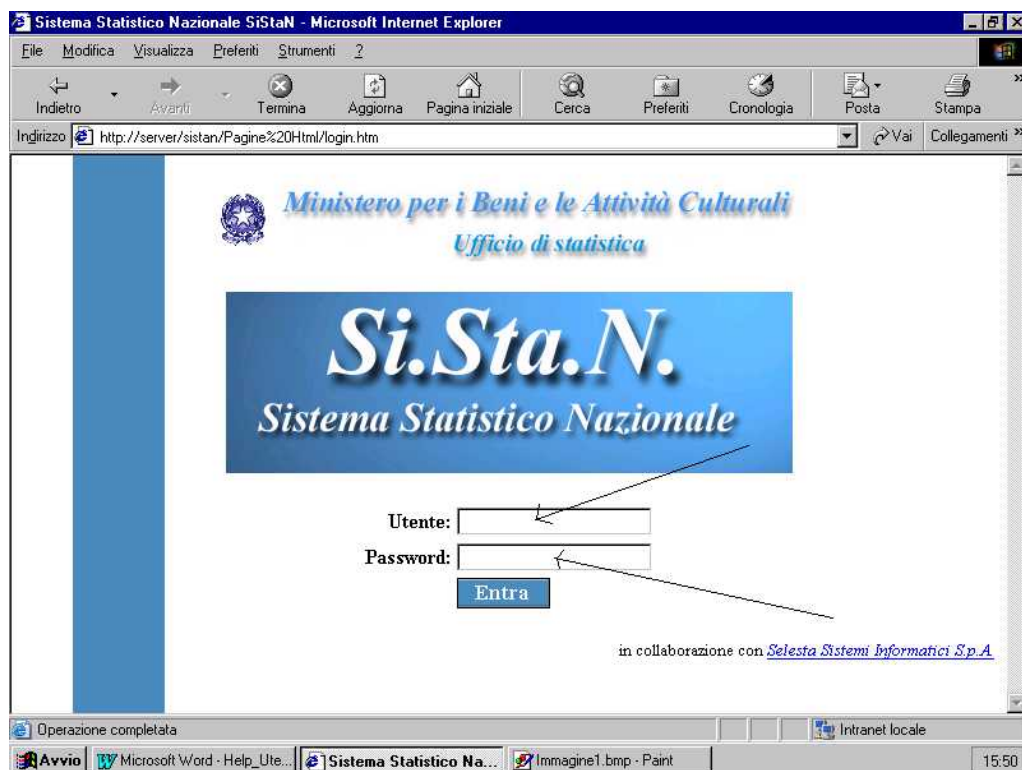 Sistema Statistico Nazionale SiStaN - Microsoft Internet Explorer
File Modifica Visualizza Preferiti Strumenti ?
Indietro Avanti Termina Aggiorna Pagina iniziale Cerca Preferiti Cronologia Posta Stampa »
Indirizzo http://server/sistan/Pagine%20Html/login.htm Vai Collegamenti »
Ministero per i Beni e le Attività Culturali
Ufficio di statistica
Si.Sta.N.
Sistema Statistico Nazionale
Utente:
Password:
Entra
in collaborazione con Selesta Sistemi Informatici S.p.A.
Operazione completata Intranet locale
Avvio Microsoft Word - Help_Ute... Sistema Statistico Na... Immagine1.bmp - Paint 15:50